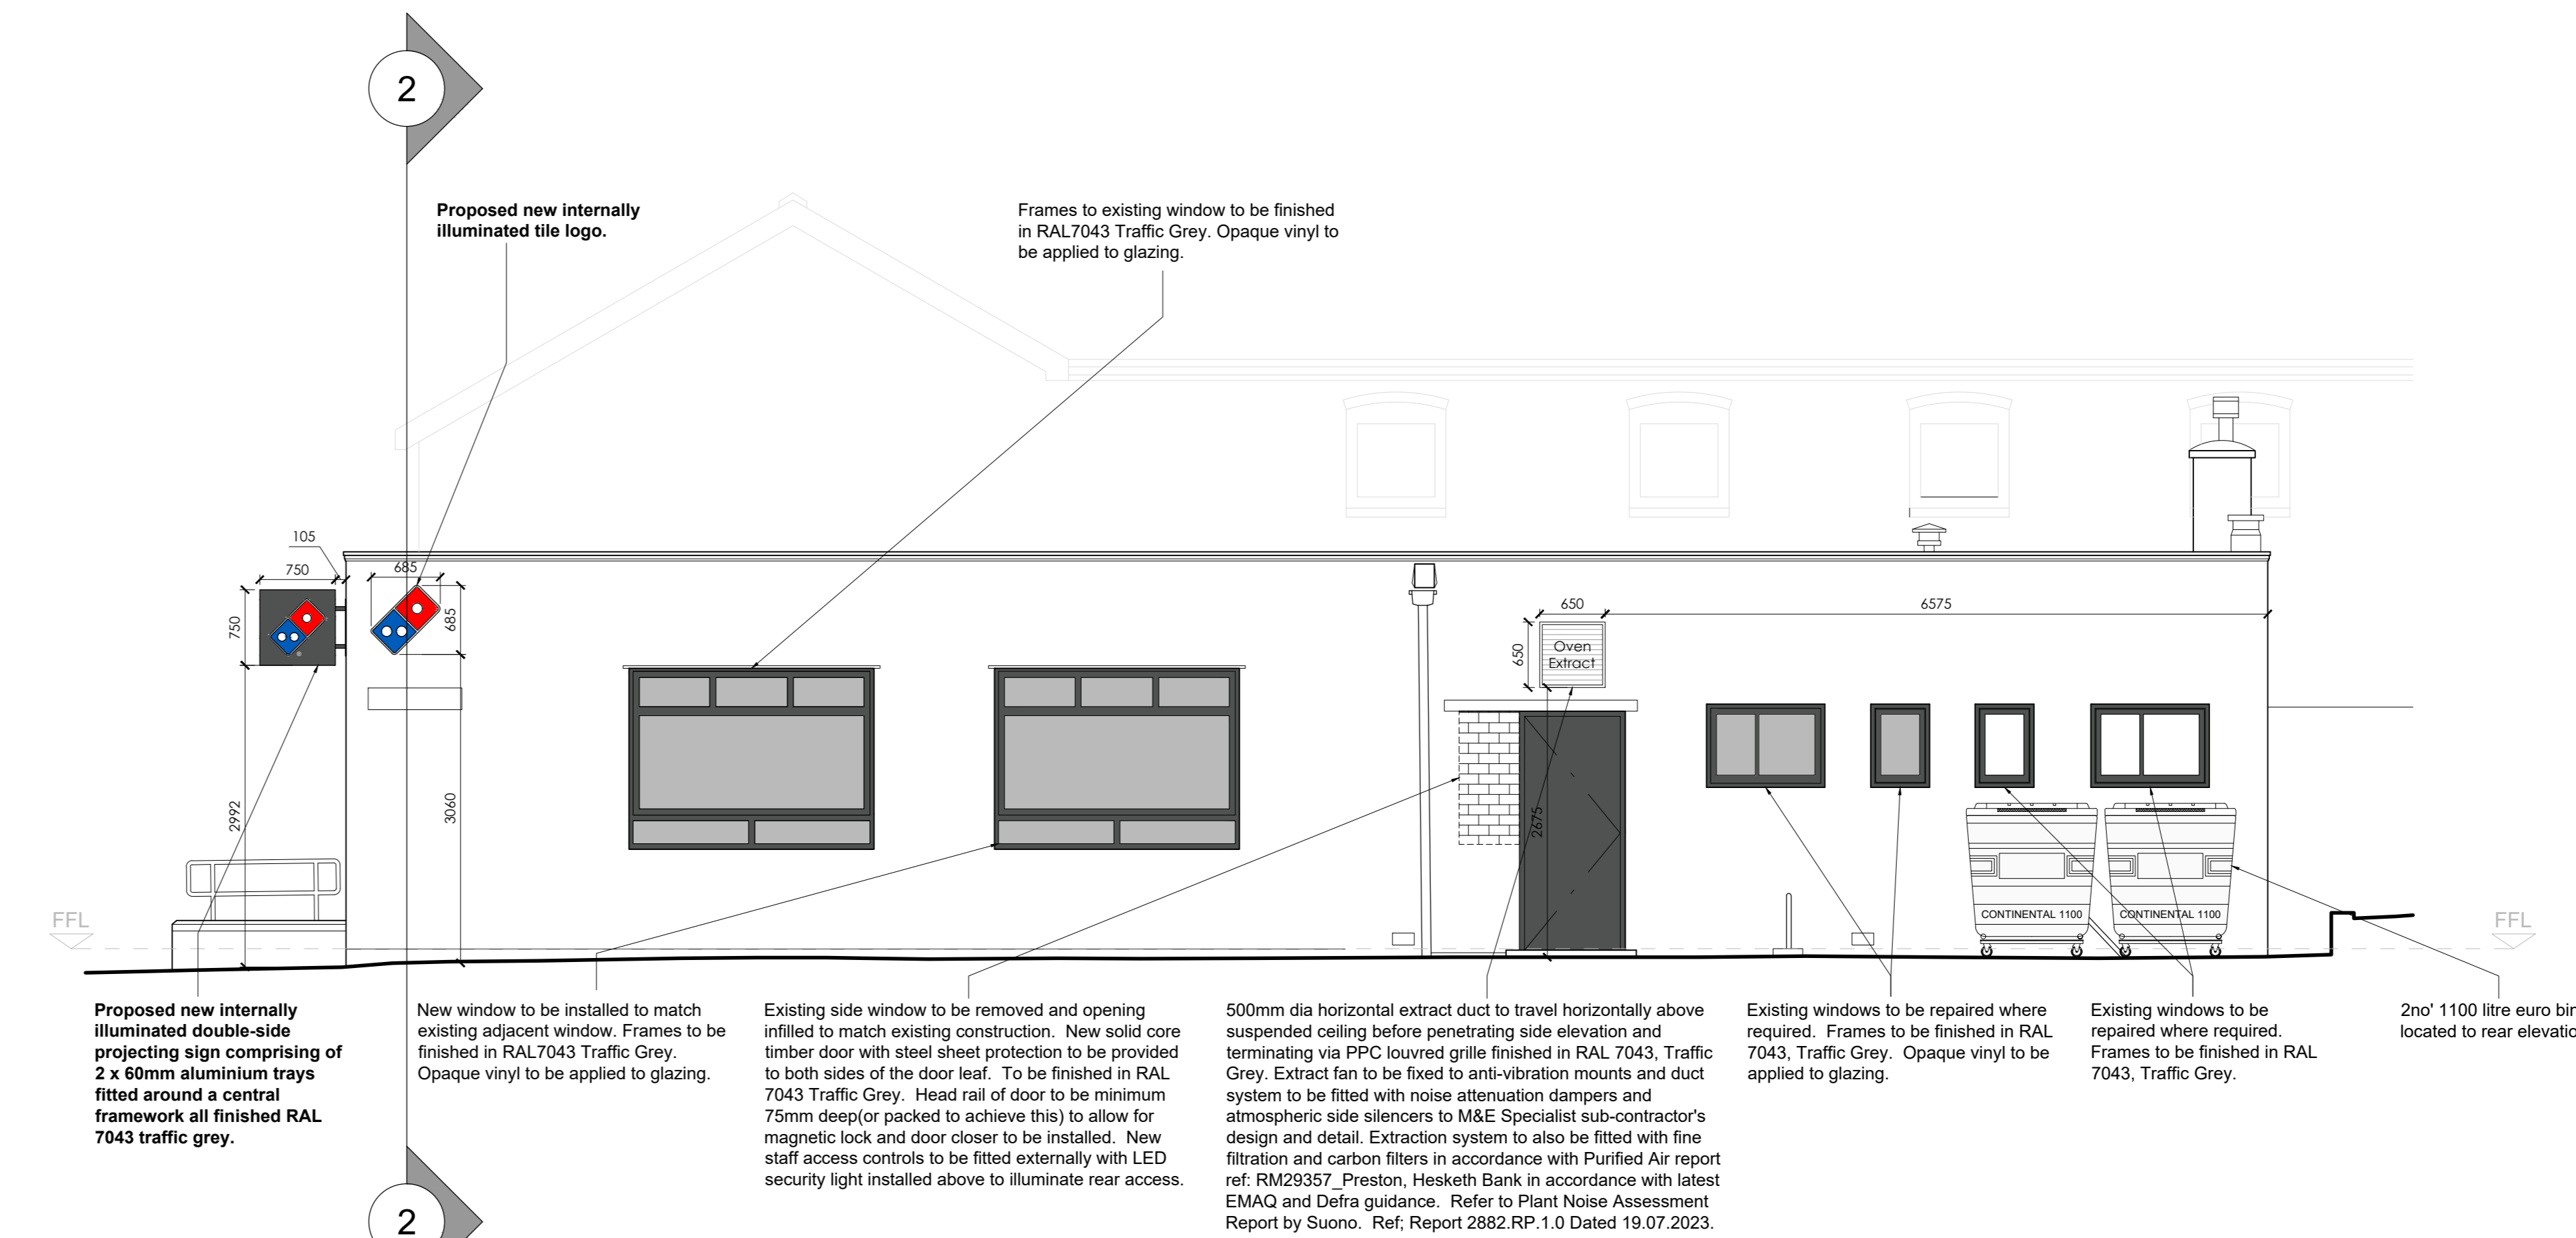 2
Proposed new internally
illuminated tile logo.
Frames to existing window to be finished
in RAL7043 Traffic Grey. Opaque vinyl to
be applied to glazing.
105
750
685
750
685
650
6575
650
Oven
Extract
2992
3060
2675
CONTINENTAL 1100
CONTINENTAL 1100
FFL
FFL
Proposed new internally
illuminated double-side
projecting sign comprising of
2 x 60mm aluminium trays
fitted around a central
framework all finished RAL
7043 traffic grey.
New window to be installed to match
existing adjacent window. Frames to be
finished in RAL7043 Traffic Grey.
Opaque vinyl to be applied to glazing.
Existing side window to be removed and opening
infilled to match existing construction. New solid core
timber door with steel sheet protection to be provided
to both sides of the door leaf. To be finished in RAL
7043 Traffic Grey. Head rail of door to be minimum
75mm deep(or packed to achieve this) to allow for
magnetic lock and door closer to be installed. New
staff access controls to be fitted externally with LED
security light installed above to illuminate rear access.
500mm dia horizontal extract duct to travel horizontally above
suspended ceiling before penetrating side elevation and
terminating via PPC louvred grille finished in RAL 7043, Traffic
Grey. Extract fan to be fixed to anti-vibration mounts and duct
system to be fitted with noise attenuation dampers and
atmospheric side silencers to M&E Specialist sub-contractor's
design and detail. Extraction system to also be fitted with fine
filtration and carbon filters in accordance with Purified Air report
ref: RM29357_Preston, Hesketh Bank in accordance with latest
EMAQ and Defra guidance. Refer to Plant Noise Assessment
Report by Suono. Ref; Report 2882.RP.1.0 Dated 19.07.2023.
Existing windows to be repaired where
required. Frames to be finished in RAL
7043, Traffic Grey. Opaque vinyl to be
applied to glazing.
Existing windows to be
repaired where required.
Frames to be finished in RAL
7043, Traffic Grey.
2no' 1100 litre euro bin
located to rear elevatio
2